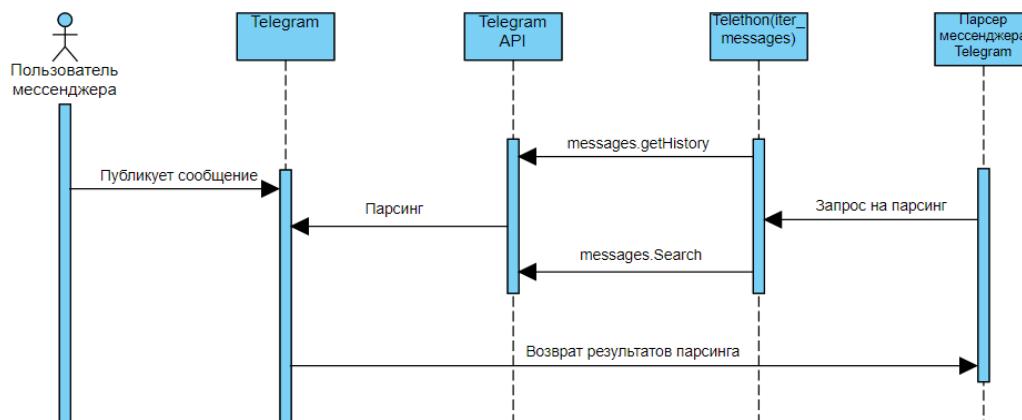 Пользователь
мессенджера
Telegram
Telegram
API
Telethon(iter_
messages)
Парсер
мессенджера
Telegram
messages.getHistory
Публикует сообщение
Парсинг
Запрос на парсинг
messages.Search
Возврат результатов парсинга